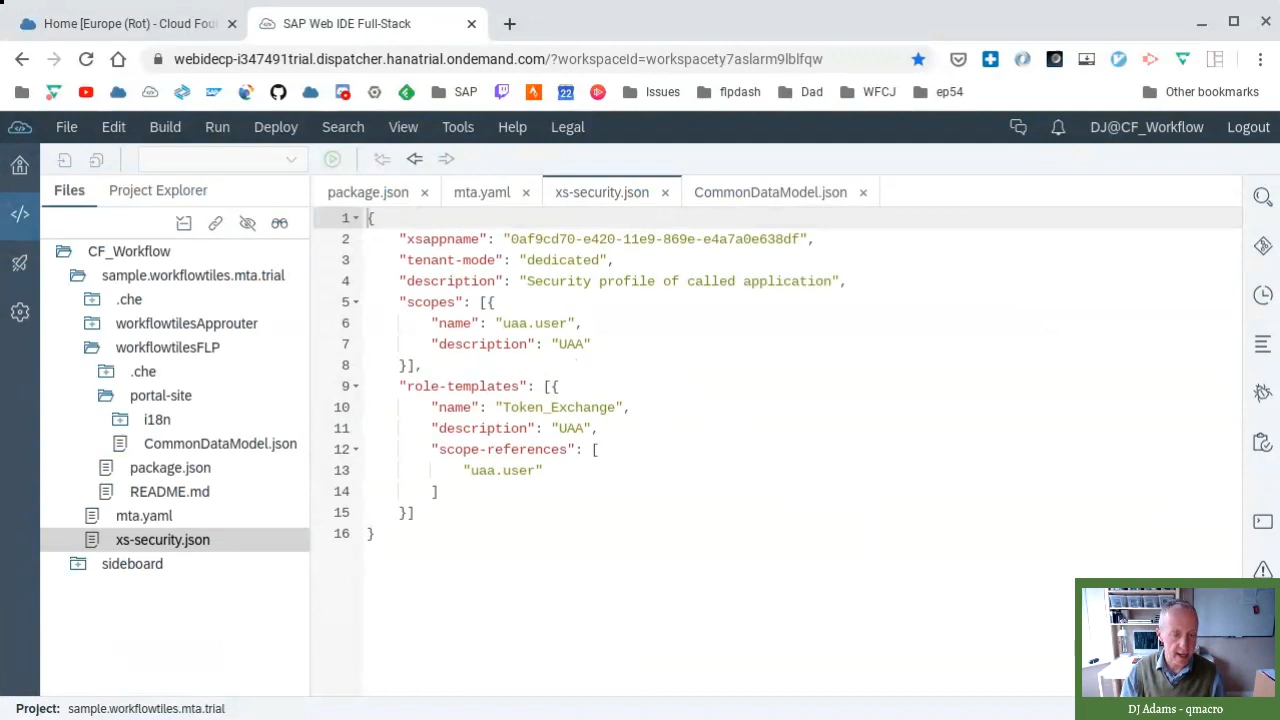 Home [Europe (Rot) - Cloud Fou
SAP Web IDE Full-Stack
webidecp-i347491trial.dispatcher.hanatrial.ondemand.com/?workspaceId=workspacety7aslarm9lblfqw
22
SAP
Issues
flpdash
Dad
WFCJ
ep54
Other bookmarks
File Edit Build Run Deploy Search View Tools Help Legal
DJ@CF_Workflow
Logout
Files
Project Explorer
package.json
mta.yaml
xs-security.json
CommonDataModel.json
CF_Workflow
sample.workflowtiles.mta.trial
.che
workflowtilesApprouter
workflowtilesFLP
.che
portal-site
i18n
CommonDataModel.json
package.json
README.md
mta.yaml
xs-security.json
sideboard
1 {
2 "xsappname": "0af9cd70-e420-11e9-869e-e4a7a0e638df",
3 "tenant-mode": "dedicated",
4 "description": "Security profile of called application",
5 "scopes": [{
6 "name": "uaa.user",
7 "description": "UAA"
8 }],
9 "role-templates": [{
10 "name": "Token_Exchange",
11 "description": "UAA",
12 "scope-references": [
13 "uaa.user"
14 ]
15 }]
16 }
Project: sample.workflowtiles.mta.trial
DJ Adams - qmacro